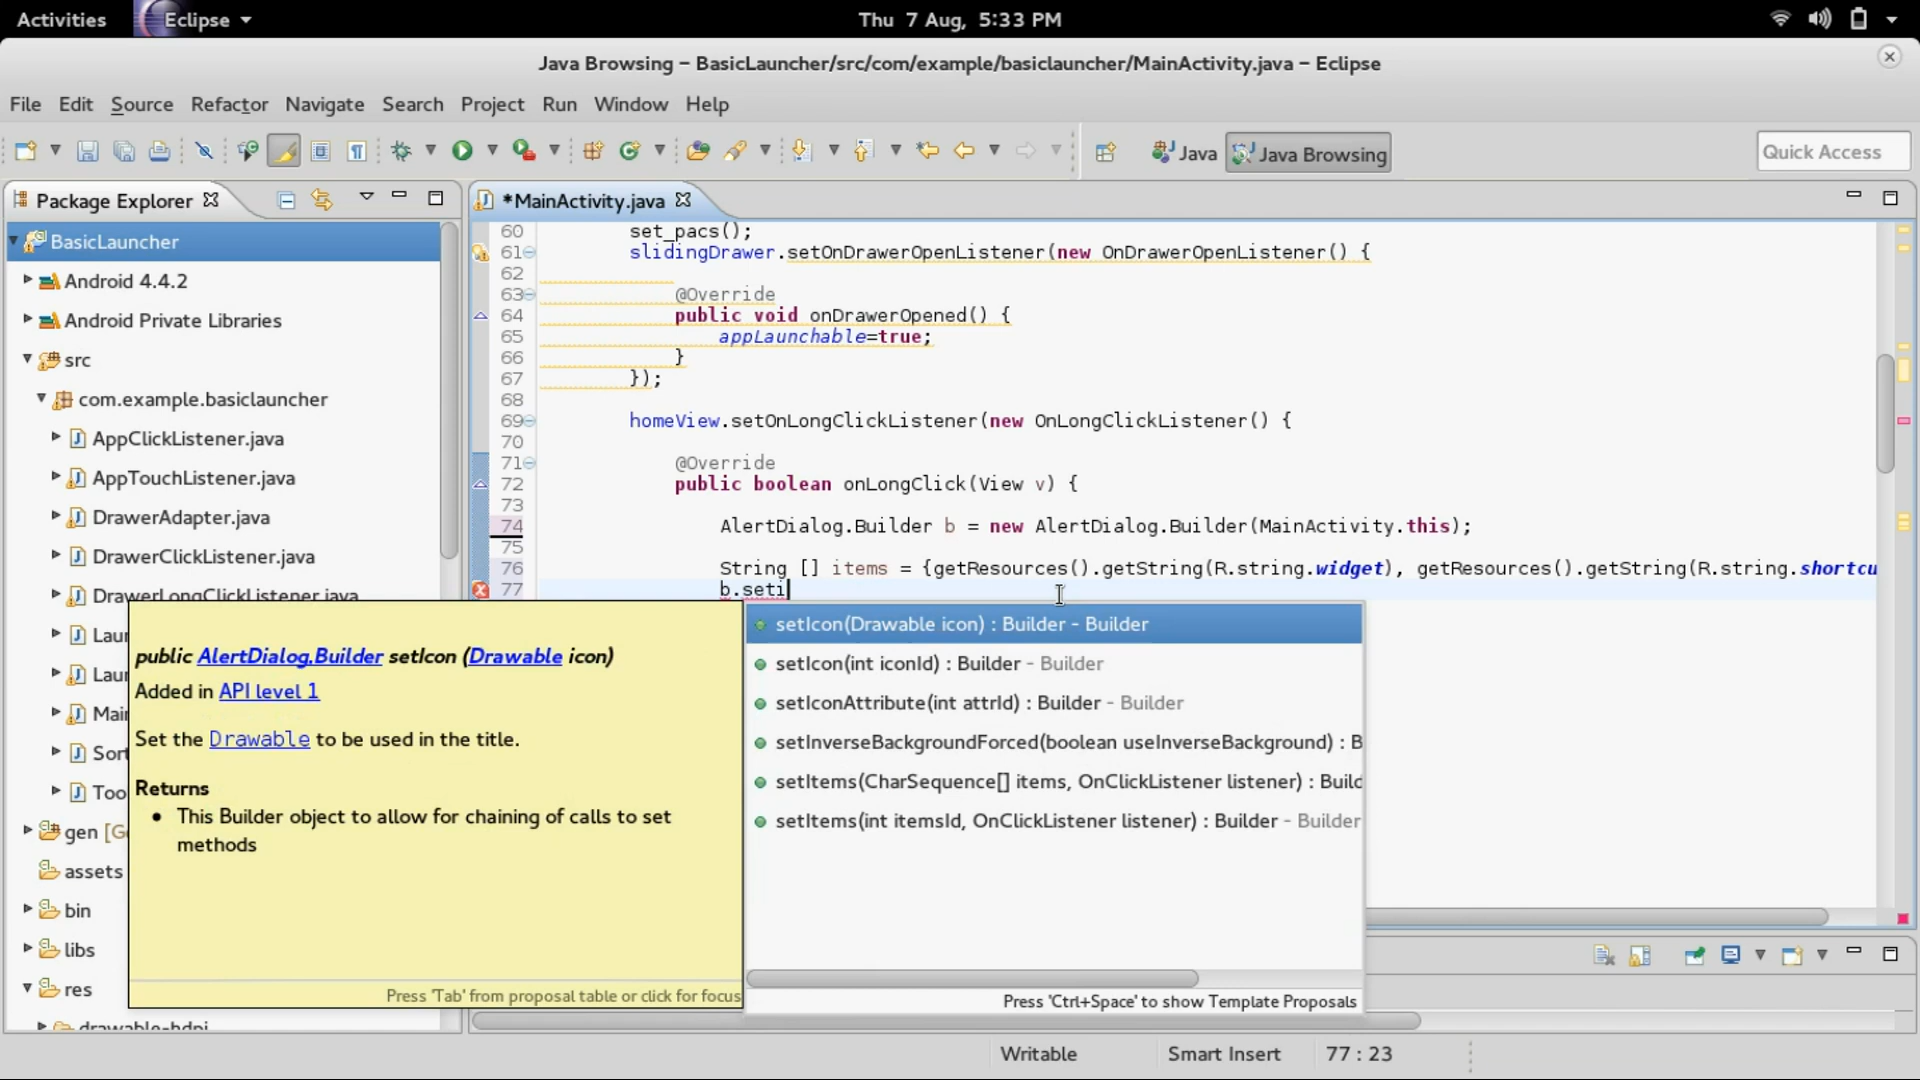 Activities Eclipse Thu 7 Aug, 5:33 PM
Java Browsing – BasicLauncher/src/com/example/basiclauncher/MainActivity.java – Eclipse
File Edit Source Refactor Navigate Search Project Run Window Help
Java Java Browsing Quick Access
Package Explorer
BasicLauncher
Android 4.4.2
Android Private Libraries
src
com.example.basiclauncher
AppClickListener.java
AppTouchListener.java
DrawerAdapter.java
DrawerClickListener.java
DrawerLongClickListener.java
Lau
Lau
Mai
Sort
Too
gen [G
assets
bin
libs
res
drawable-hdpi
*MainActivity.java
60 set_pacs();
61 slidingDrawer.setOnDrawerOpenListener(new OnDrawerOpenListener() {
62
63 @Override
64 public void onDrawerOpened() {
65 appLaunchable=true;
66 }
67 });
68
69 homeView.setOnLongClickListener(new OnLongClickListener() {
70
71 @Override
72 public boolean onLongClick(View v) {
73
74 AlertDialog.Builder b = new AlertDialog.Builder(MainActivity.this);
75
76 String [] items = {getResources().getString(R.string.widget), getResources().getString(R.string.shortcu
77 b.seti
public AlertDialog.Builder setIcon (Drawable icon)
Added in API level 1
Set the Drawable to be used in the title.
Returns
• This Builder object to allow for chaining of calls to set
methods
Press 'Tab' from proposal table or click for focus
setIcon(Drawable icon) : Builder - Builder
setIcon(int iconId) : Builder - Builder
setIconAttribute(int attrId) : Builder - Builder
setInverseBackgroundForced(boolean useInverseBackground) : B
setItems(CharSequence[] items, OnClickListener listener) : Builc
setItems(int itemsId, OnClickListener listener) : Builder - Builder
Press 'Ctrl+Space' to show Template Proposals
Writable Smart Insert 77 : 23